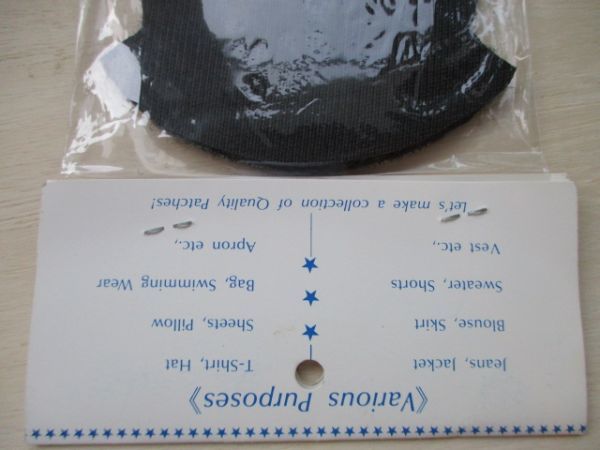 《Various Purposes》
Jeans, Jacket T-Shirt, Hat
Blouse, Skirt Sheets, Pillow
Sweater, Shorts Bag, Swimming Wear
Vest etc., Apron etc.,
Let's make a collection of Quality Patches!